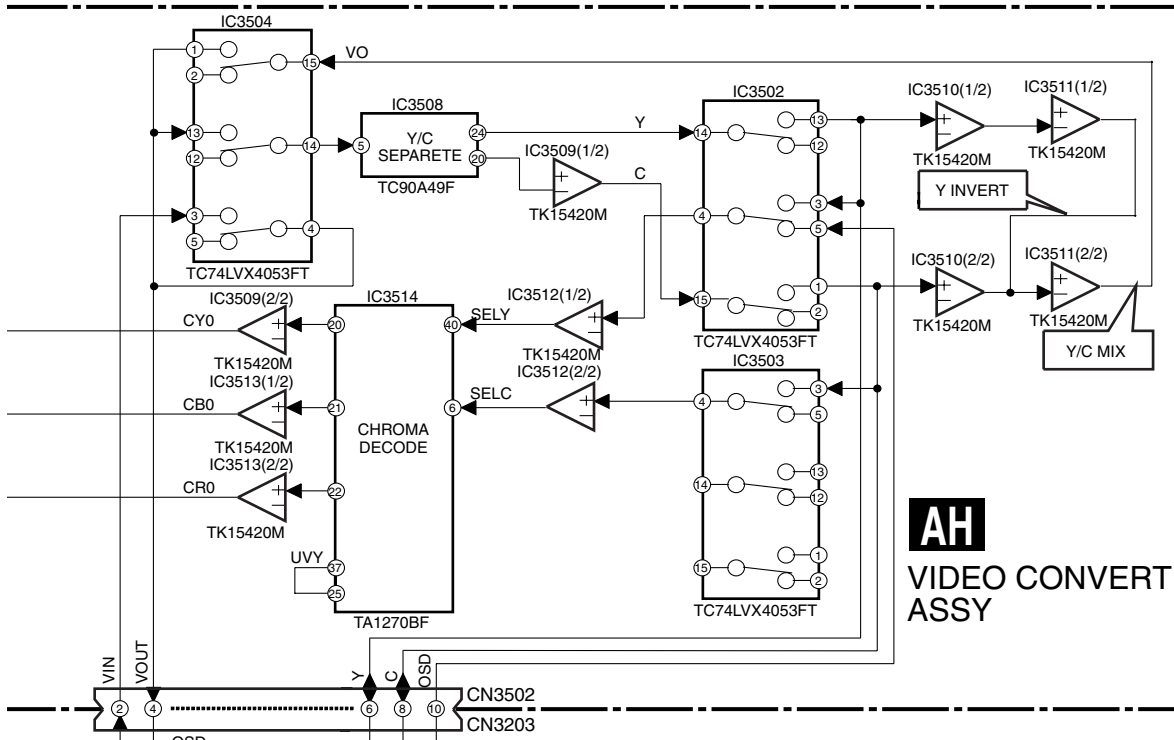 IC3504
1
2
15
VO
13
12
14
3
5
4
TC74LVX4053FT
IC3508
5
Y/C
SEPARETE
24
20
TC90A49F
Y
IC3509(1/2)
+
−
TK15420M
C
IC3502
14
13
12
4
3
5
15
1
2
TC74LVX4053FT
IC3510(1/2)
+
−
TK15420M
IC3511(1/2)
+
−
TK15420M
Y INVERT
IC3510(2/2)
+
−
TK15420M
IC3511(2/2)
+
−
TK15420M
Y/C MIX
IC3509(2/2)
CY0
+
−
TK15420M
IC3513(1/2)
CB0
+
−
TK15420M
IC3513(2/2)
CR0
+
−
TK15420M
IC3514
20
40
21
6
CHROMA
DECODE
22
UVY
37
25
TA1270BF
SELY
IC3512(1/2)
+
−
TK15420M
IC3512(2/2)
SELC
+
−
IC3503
4
3
5
14
13
12
15
1
2
TC74LVX4053FT
AH
VIDEO CONVERT
ASSY
VIN
VOUT
Y
C
OSD
CN3502
2
4
6
8
10
CN3203